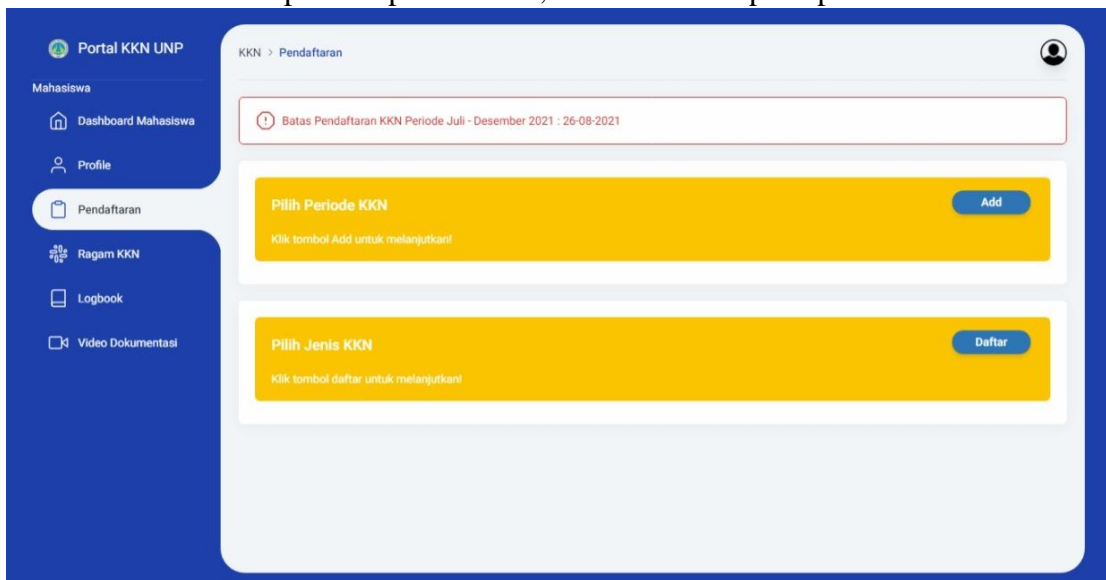 Portal KKN UNP
Mahasiswa
Dashboard Mahasiswa
Profile
Pendaftaran
Ragam KKN
Logbook
Video Dokumentasi
KKN > Pendaftaran
Batas Pendaftaran KKN Periode Juli - Desember 2021 : 26-08-2021
Pilih Periode KKN
Add
Klik tombol Add untuk melanjutkan!
Pilih Jenis KKN
Daftar
Klik tombol daftar untuk melanjutkan!